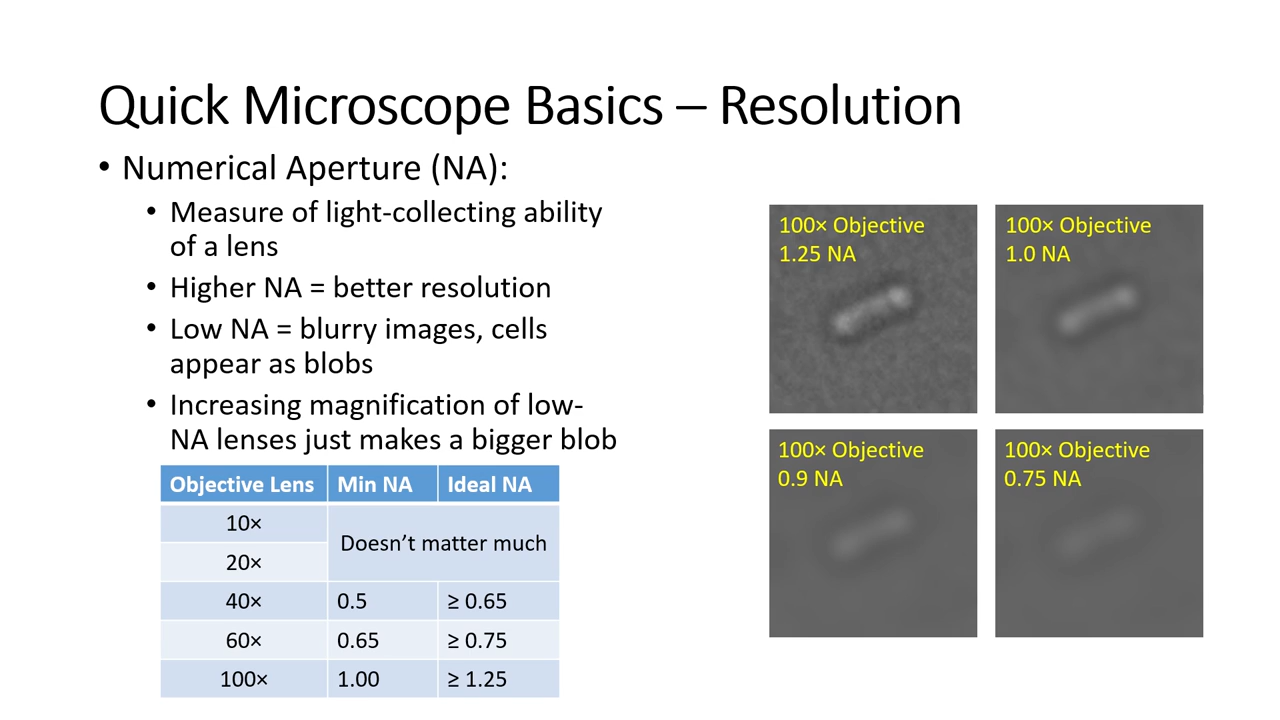 Quick Microscope Basics – Resolution
• Numerical Aperture (NA):
• Measure of light-collecting ability
of a lens
• Higher NA = better resolution
• Low NA = blurry images, cells
appear as blobs
• Increasing magnification of low-
NA lenses just makes a bigger blob
Objective Lens Min NA Ideal NA
10×
Doesn’t matter much
20×
40× 0.5 ≥ 0.65
60× 0.65 ≥ 0.75
100× 1.00 ≥ 1.25
100× Objective
1.25 NA
100× Objective
1.0 NA
100× Objective
0.9 NA
100× Objective
0.75 NA